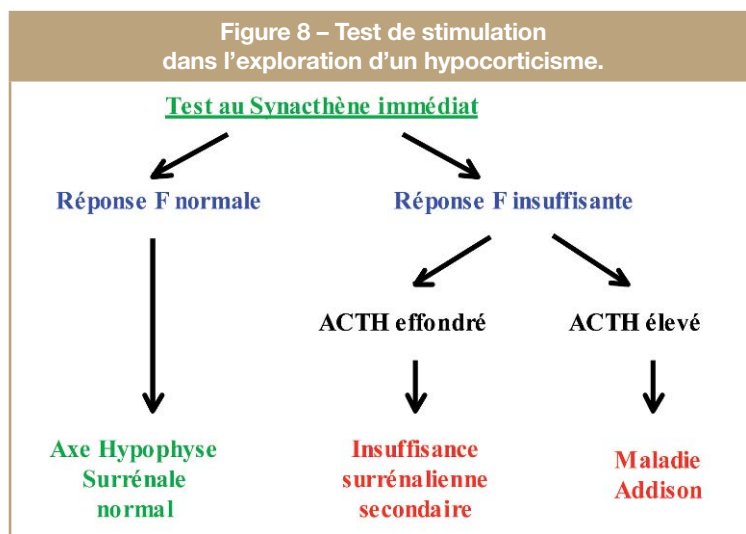 Figure 8 – Test de stimulation
dans l'exploration d'un hypocorticisme.
Test au Synacthène immédiat
Réponse F normale
Réponse F insuffisante
ACTH effondré
ACTH élevé
Axe Hypophyse
Surrénale
normal
Insuffisance
surrénalienne
secondaire
Maladie
Addison